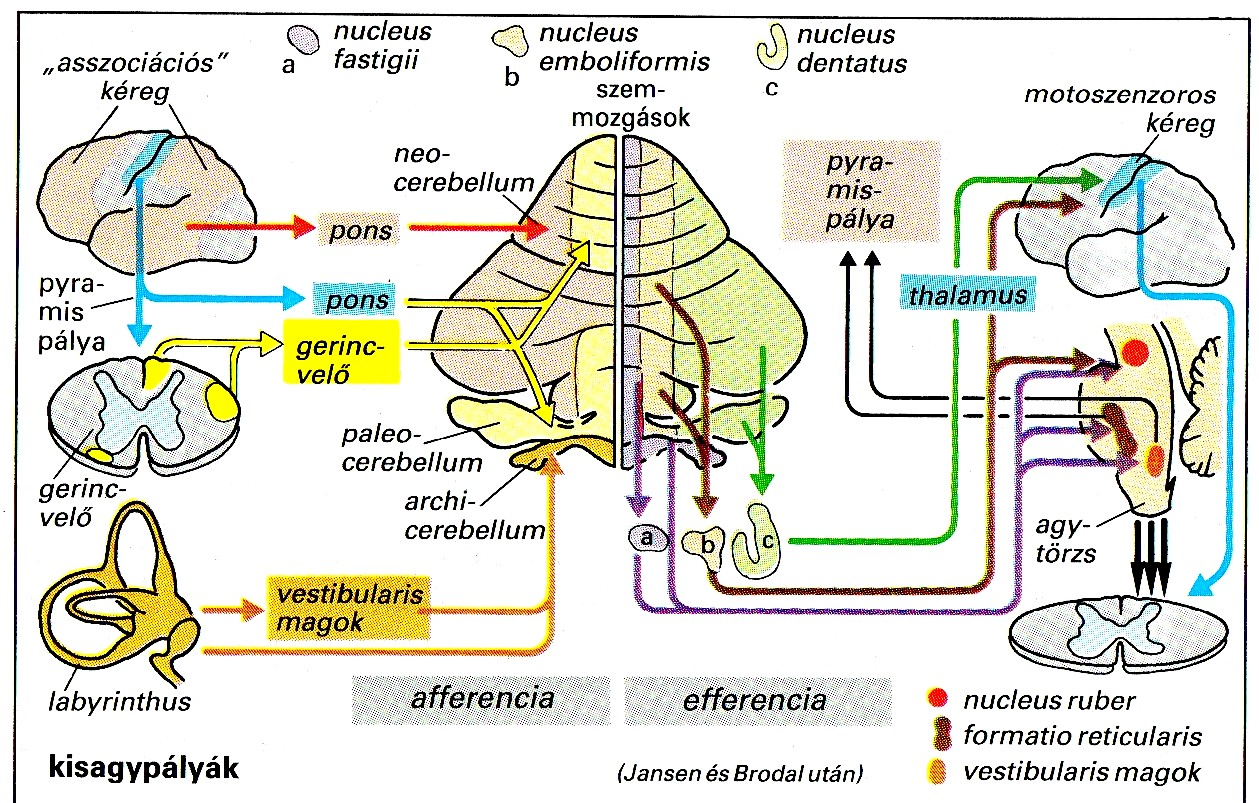 nucleus
fastigii
a
nucleus
emboliformis
b
nucleus
dentatus
c
„asszociációs”
kéreg
szem-
mozgások
motoszenzoros
kéreg
neo-
cerebellum
pyra-
mis-
pálya
pons
thalamus
pyra-
mis
pálya
pons
gerinc-
velő
paleo-
cerebellum
gerinc-
velő
archi-
cerebellum
a
b
c
agy-
törzs
vestibularis
magok
labyrinthus
afferencia
efferencia
nucleus ruber
formatio reticularis
vestibularis magok
kisagypályák
(Jansen és Brodal után)